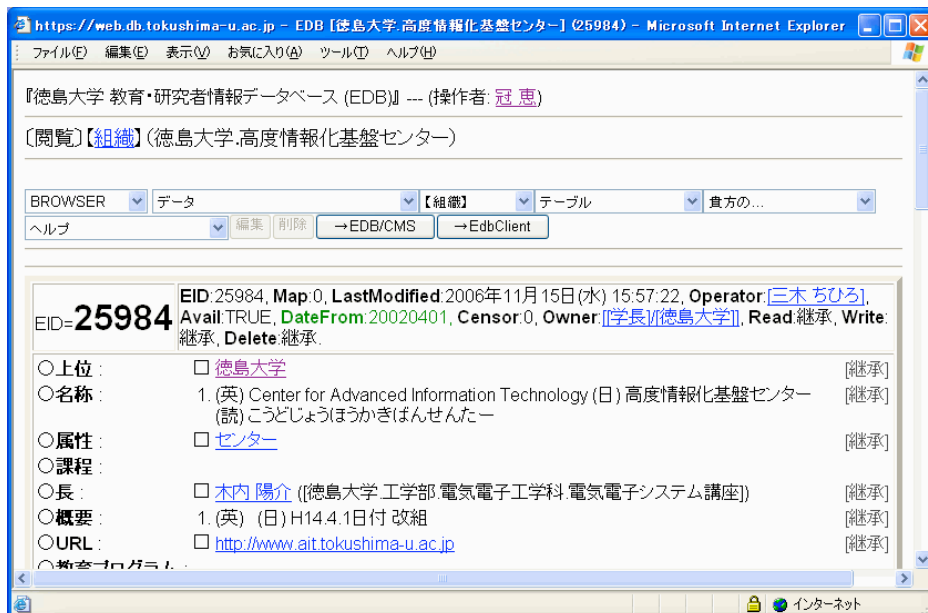 https://web.db.tokushima-u.ac.jp - EDB [徳島大学.高度情報化基盤センター] (25984) - Microsoft Internet Explorer
ファイル(F) 編集(E) 表示(V) お気に入り(A) ツール(T) ヘルプ(H)
『徳島大学 教育・研究者情報データベース (EDB)』 --- (操作者: 冠 恵)
〔閲覧〕【組織】(徳島大学.高度情報化基盤センター)
BROWSER データ 【組織】 テーブル 貴方の...
ヘルプ 編集 削除 →EDB/CMS →EdbClient
EID=25984
EID:25984, Map:0, LastModified:2006年11月15日(水) 15:57:22, Operator:[三木 ちひろ],
Avail:TRUE, DateFrom:20020401, Censor:0, Owner:[[学長]/[徳島大学]], Read:継承, Write:
継承, Delete:継承.
○上位 : □ 徳島大学 [継承]
○名称 : 1. (英) Center for Advanced Information Technology (日) 高度情報化基盤センター [継承]
(読) こうどじょうほうかきばんせんたー
○属性 : □ センター [継承]
○課程 :
○長 : □ 木内 陽介 ([徳島大学.工学部.電気電子工学科.電気電子システム講座]) [継承]
○概要 : 1. (英) (日) H14.4.1日付 改組 [継承]
○URL : □ http://www.ait.tokushima-u.ac.jp [継承]
○教育プログラム :
インターネット